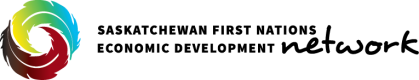 SASKATCHEWAN FIRST NATIONS
ECONOMIC DEVELOPMENT network